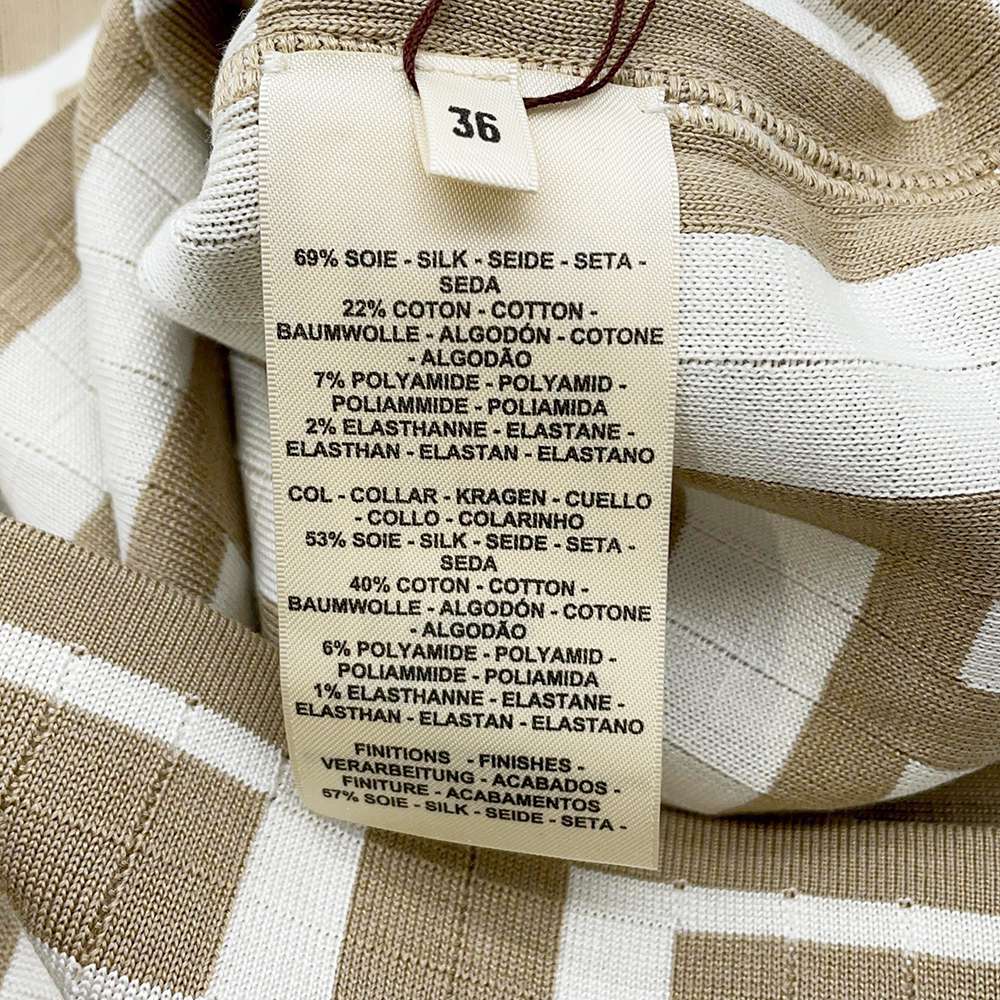 36
69% SOIE - SILK - SEIDE - SETA -
SEDA
22% COTON - COTTON -
BAUMWOLLE - ALGODÓN - COTONE
- ALGODÃO
7% POLYAMIDE - POLYAMID -
POLIAMMIDE - POLIAMIDA
2% ELASTHANNE - ELASTANE -
ELASTHAN - ELASTAN - ELASTANO
COL - COLLAR - KRAGEN - CUELLO
- COLLO - COLARINHO
53% SOIE - SILK - SEIDE - SETA -
SEDA
40% COTON - COTTON -
BAUMWOLLE - ALGODÓN - COTONE
- ALGODÃO
6% POLYAMIDE - POLYAMID -
POLIAMMIDE - POLIAMIDA
1% ELASTHANNE - ELASTANE -
ELASTHAN - ELASTAN - ELASTANO
FINITIONS - FINISHES -
VERARBEITUNG - ACABADOS -
FINITURE - ACABAMENTOS
67% SOIE - SILK - SEIDE - SETA -